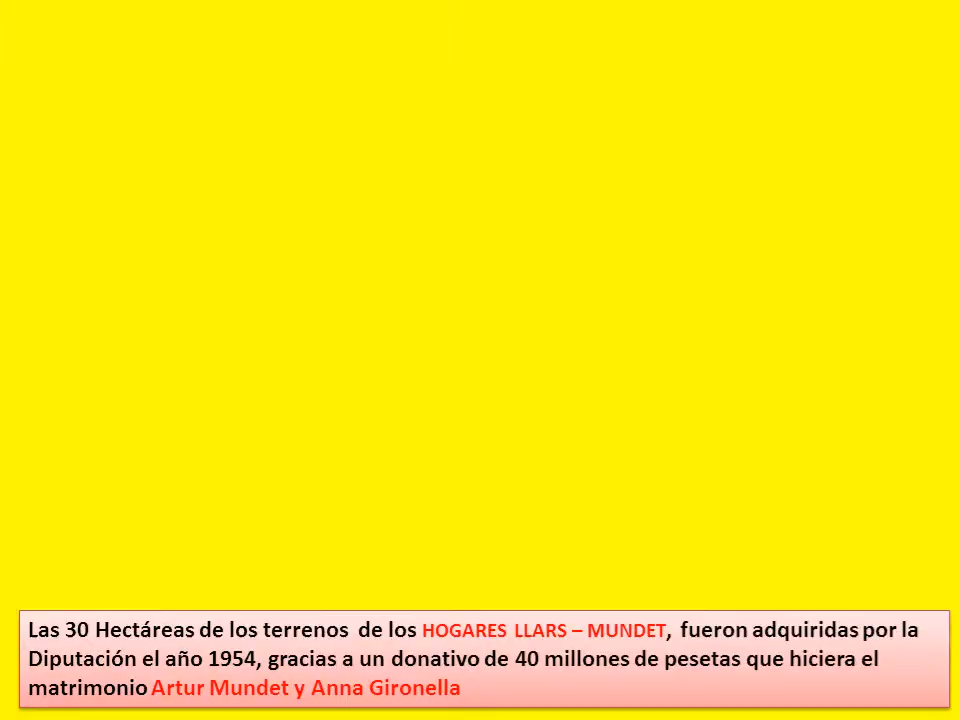 Las 30 Hectáreas de los terrenos de los HOGARES LLARS – MUNDET, fueron adquiridas por la
Diputación el año 1954, gracias a un donativo de 40 millones de pesetas que hiciera el
matrimonio Artur Mundet y Anna Gironella